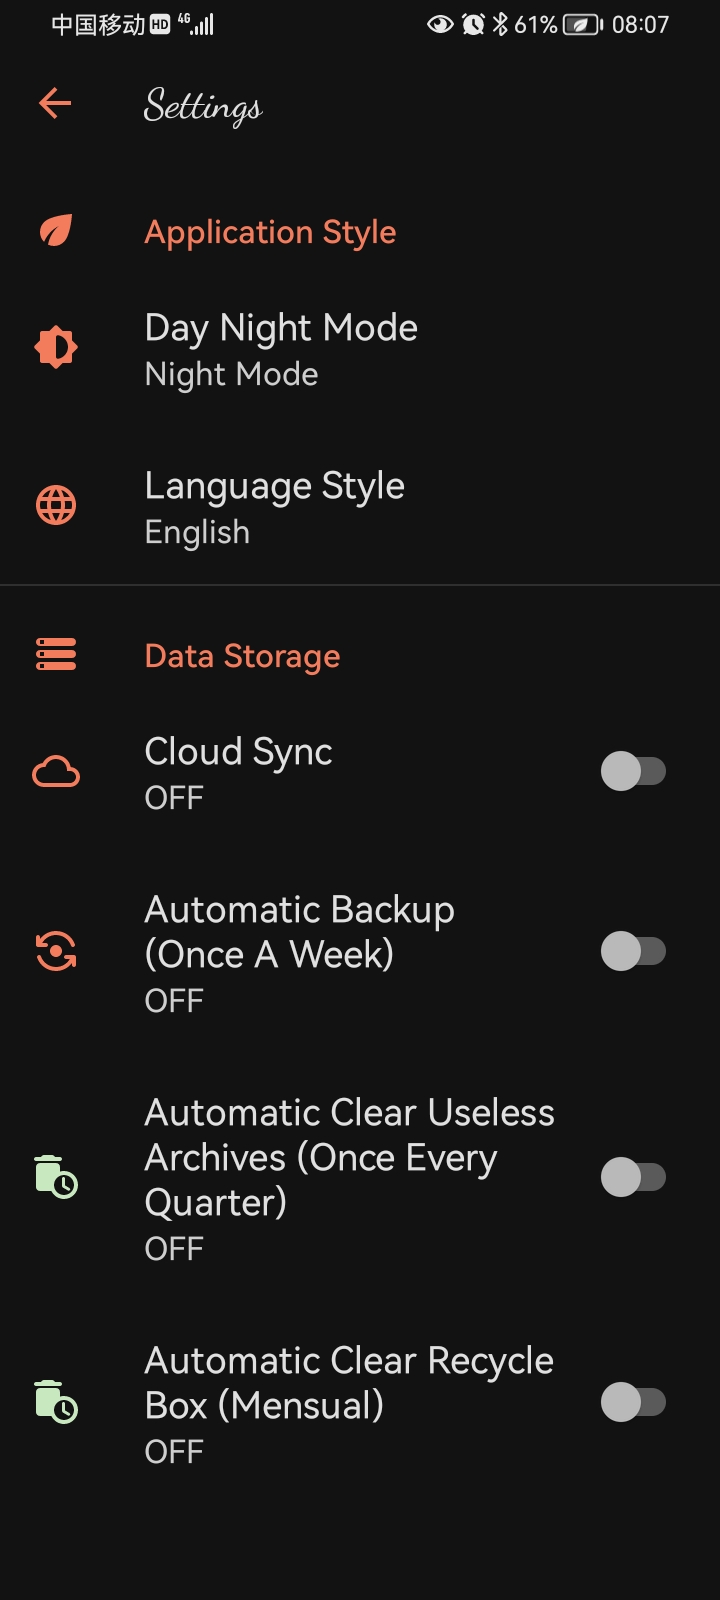 中国移动 HD 4G 61% 08:07
Settings
Application Style
Day Night Mode
Night Mode
Language Style
English
Data Storage
Cloud Sync
OFF
Automatic Backup
(Once A Week)
OFF
Automatic Clear Useless
Archives (Once Every
Quarter)
OFF
Automatic Clear Recycle
Box (Mensual)
OFF